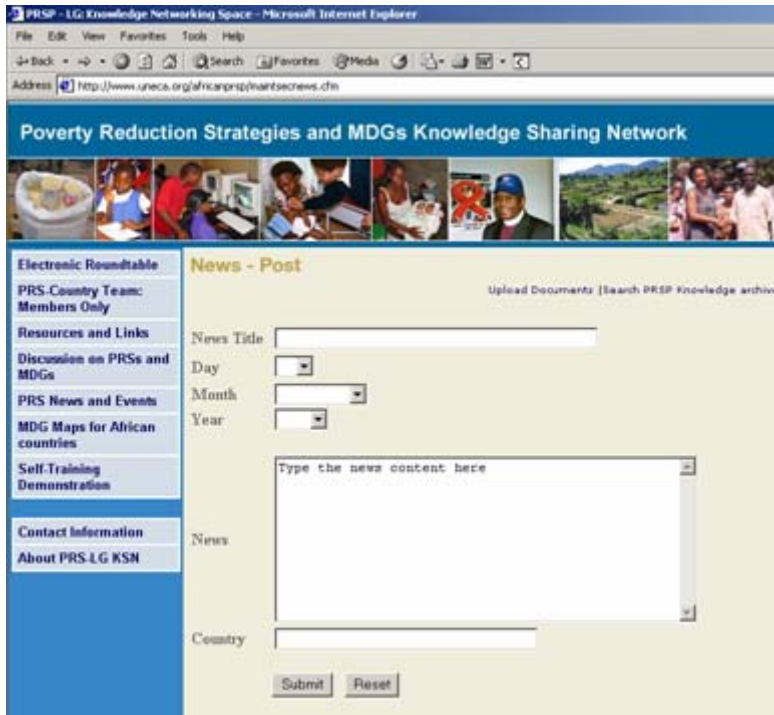 PRSP - LG: Knowledge Networking Space - Microsoft Internet Explorer
File Edit View Favorites Tools Help
Back Search Favorites Media
Address http://www.uneca.org/africanprsp/maintsecnews.cfm
Poverty Reduction Strategies and MDGs Knowledge Sharing Network
Electronic Roundtable
PRS-Country Team:
Members Only
Resources and Links
Discussion on PRSs and
MDGs
PRS News and Events
MDG Maps for African
countries
Self-Training
Demonstration
Contact Information
About PRS-LG KSN
News - Post
Upload Documents |Search PRSP Knowledge archiv
News Title
Day
Month
Year
Type the news content here
News
Country
Submit Reset